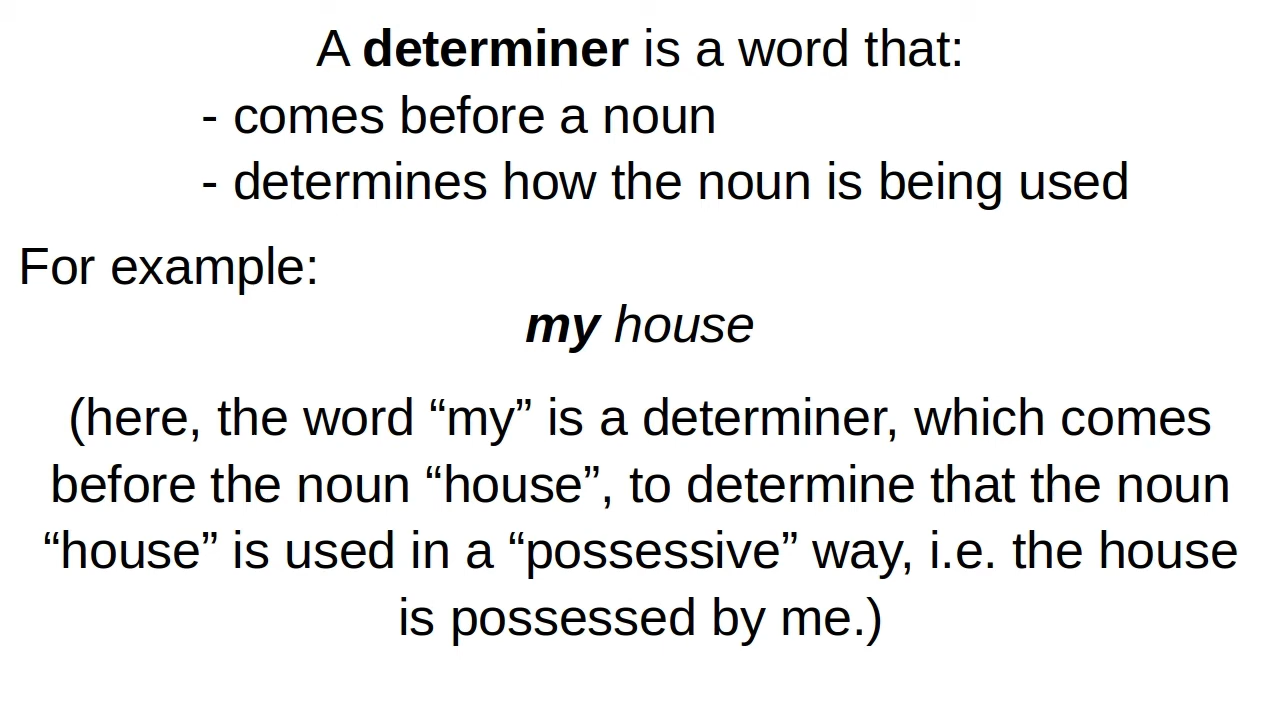 A determiner is a word that:
- comes before a noun
- determines how the noun is being used
For example:
my house
(here, the word “my” is a determiner, which comes
before the noun “house”, to determine that the noun
“house” is used in a “possessive” way, i.e. the house
is possessed by me.)